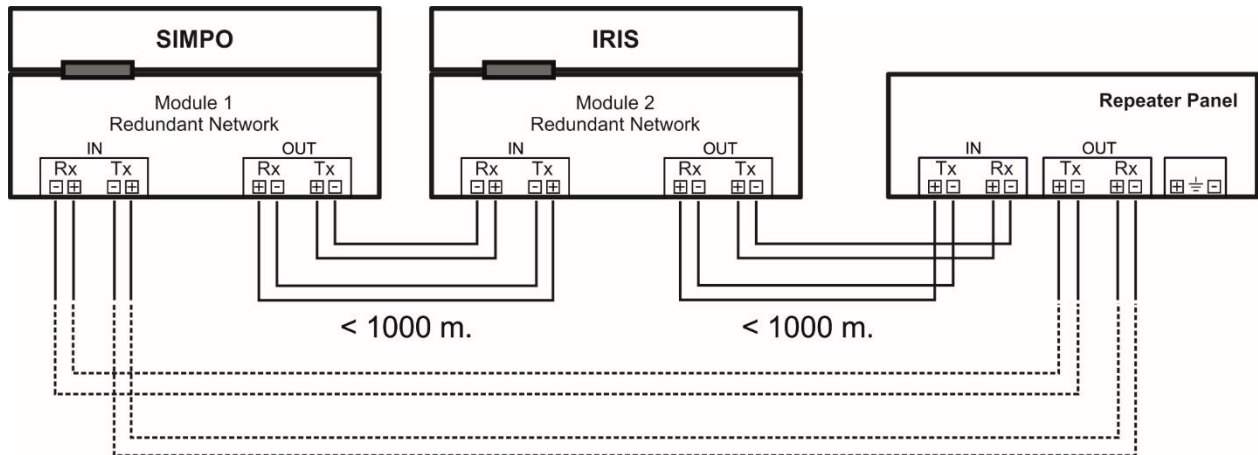 SIMPO
IRIS
Module 1
Redundant Network
IN
OUT
Rx
Tx
Rx
Tx
- +
- +
+ -
+ -
Module 2
Redundant Network
IN
OUT
Rx
Tx
Rx
Tx
- +
- +
+ -
+ -
Repeater Panel
IN
OUT
Tx
Rx
Tx
Rx
+ -
+ -
+ -
+ -
+ ⏚ -
< 1000 m.
< 1000 m.